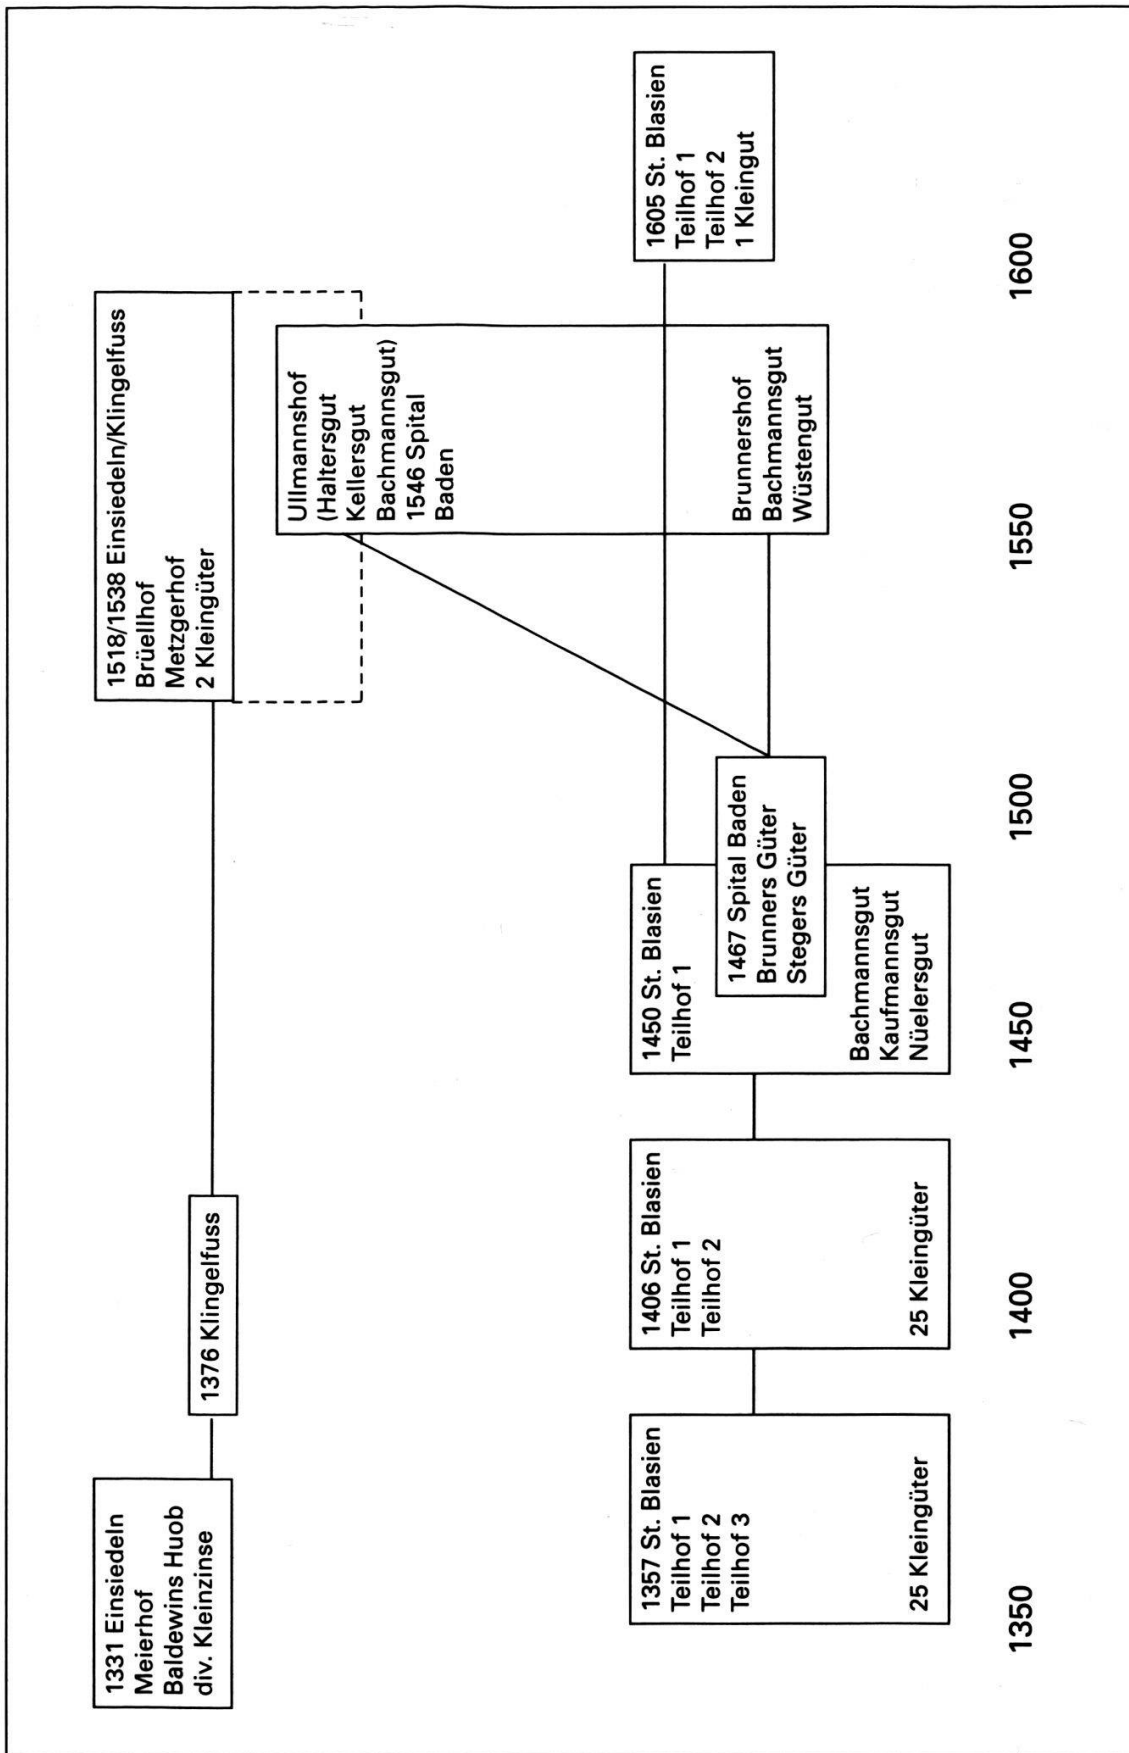 1331 Einsiedeln
Meierhof
Baldewins Huob
div. Kleinzinse
1376 Klingelfuss
1518/1538 Einsiedeln/Klingelfuss
Brüellhof
Metzgerhof
2 Kleingüter
Ullmannshof
(Haltersgut
Kellersgut
Bachmannsgut)
1546 Spital
Baden
Brunnershof
Bachmannsgut
Wüstengut
1357 St. Blasien
Teilhof 1
Teilhof 2
Teilhof 3
25 Kleingüter
1406 St. Blasien
Teilhof 1
Teilhof 2
25 Kleingüter
1450 St. Blasien
Teilhof 1
1467 Spital Baden
Brunners Güter
Stegers Güter
Bachmannsgut
Kaufmannsgut
Nüelersgut
1605 St. Blasien
Teilhof 1
Teilhof 2
1 Kleingut
1350
1400
1450
1500
1550
1600